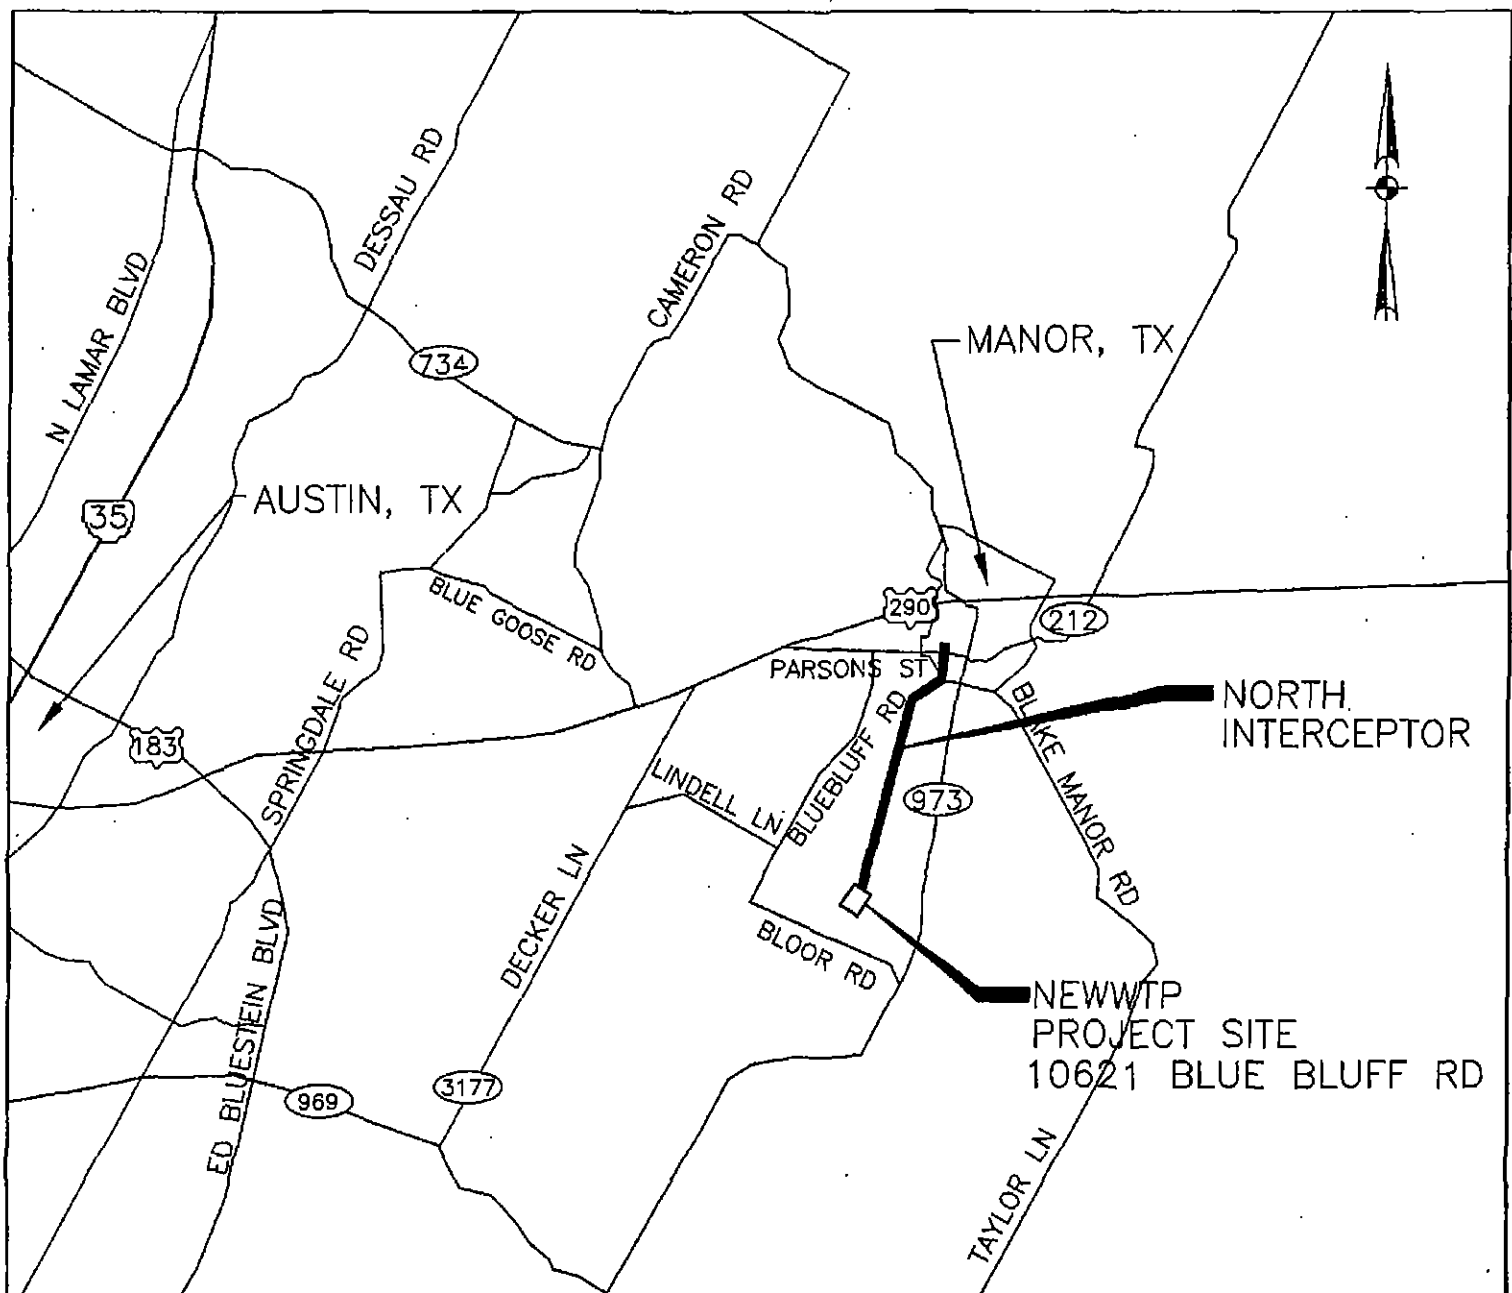 DESSAU RD
CAMERON RD
N LAMAR BLVD
MANOR, TX
734
AUSTIN, TX
35
BLUE GOOSE RD
290
212
PARSONS ST
SPRINGDALE RD
183
BLUEBLUFF RD
BLAKE MANOR RD
NORTH
INTERCEPTOR
LINDELL LN
973
DECKER LN
BLOOR RD
ED BLUESTEIN BLVD
NEWWTP
PROJECT SITE
10621 BLUE BLUFF RD
969
3177
TAYLOR LN